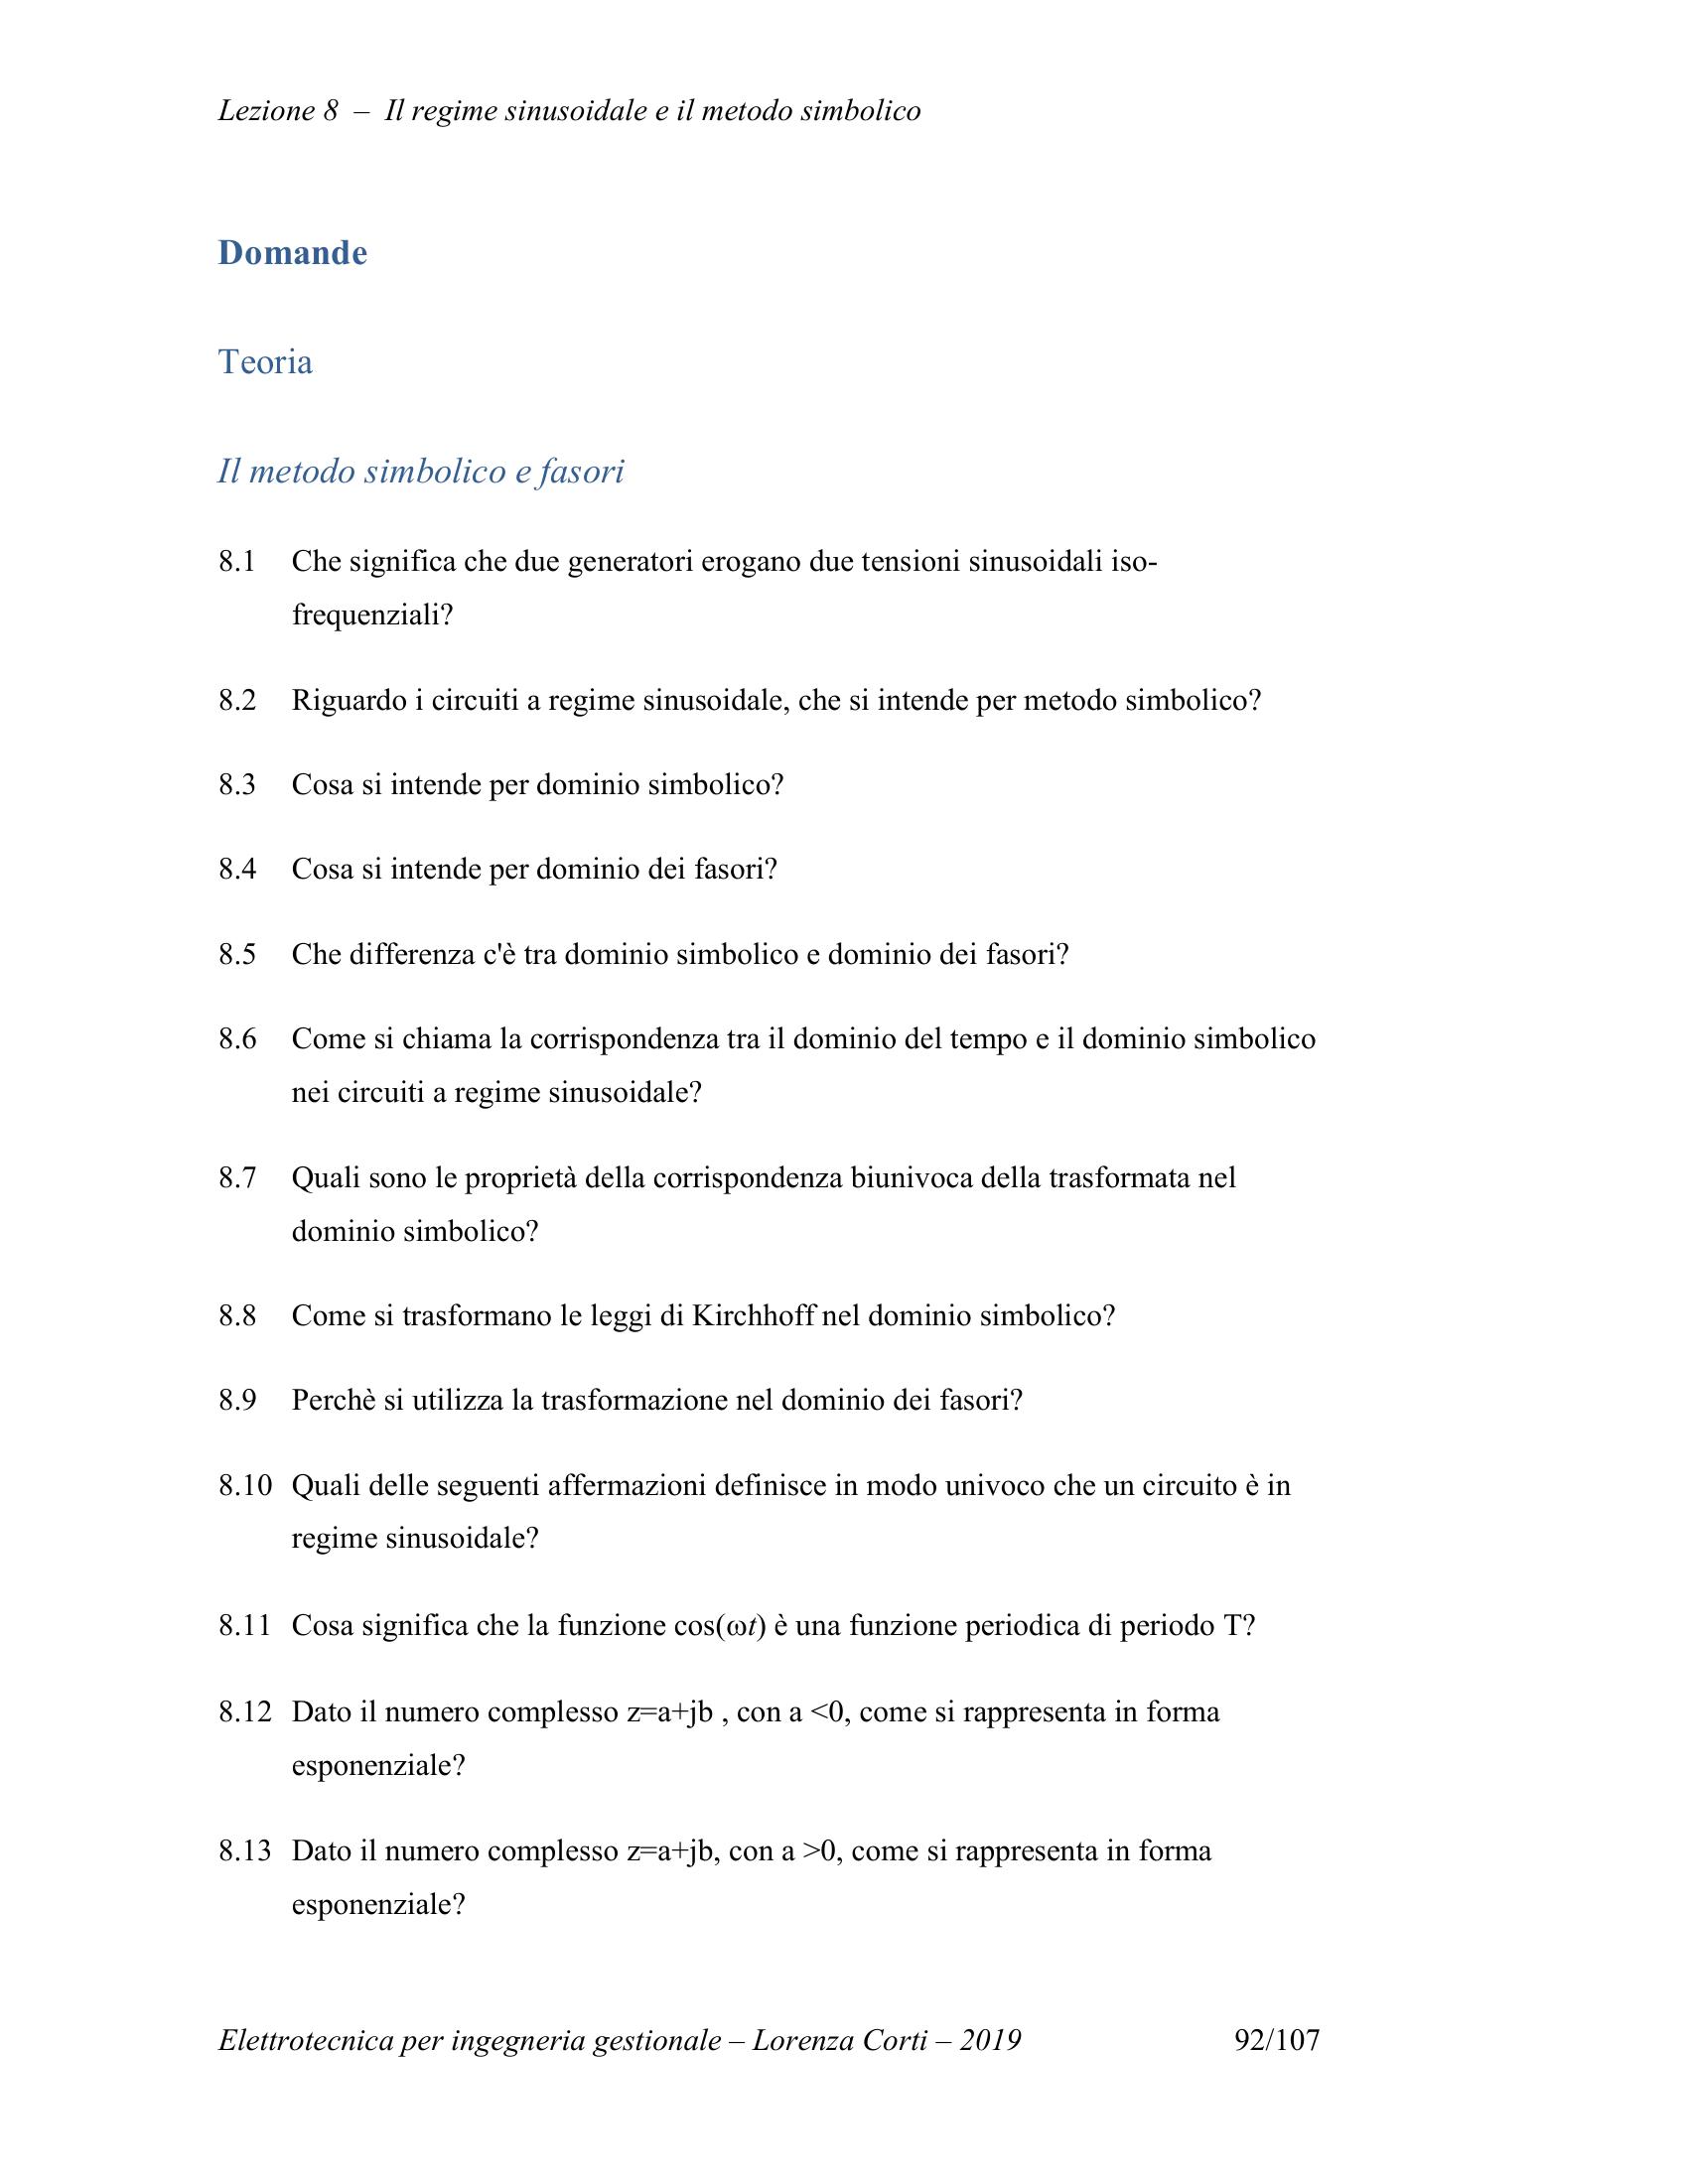 Lezione 8 – Il regime sinusoidale e il metodo simbolico
Domande
Teoria
Il metodo simbolico e fasori
8.1 Che significa che due generatori erogano due tensioni sinusoidali iso-
frequenziali?
8.2 Riguardo i circuiti a regime sinusoidale, che si intende per metodo simbolico?
8.3 Cosa si intende per dominio simbolico?
8.4 Cosa si intende per dominio dei fasori?
8.5 Che differenza c'è tra dominio simbolico e dominio dei fasori?
8.6 Come si chiama la corrispondenza tra il dominio del tempo e il dominio simbolico
nei circuiti a regime sinusoidale?
8.7 Quali sono le proprietà della corrispondenza biunivoca della trasformata nel
dominio simbolico?
8.8 Come si trasformano le leggi di Kirchhoff nel dominio simbolico?
8.9 Perchè si utilizza la trasformazione nel dominio dei fasori?
8.10 Quali delle seguenti affermazioni definisce in modo univoco che un circuito è in
regime sinusoidale?
8.11 Cosa significa che la funzione cos(ωt) è una funzione periodica di periodo T?
8.12 Dato il numero complesso z=a+jb , con a <0, come si rappresenta in forma
esponenziale?
8.13 Dato il numero complesso z=a+jb, con a >0, come si rappresenta in forma
esponenziale?
Elettrotecnica per ingegneria gestionale – Lorenza Corti – 2019 92/107